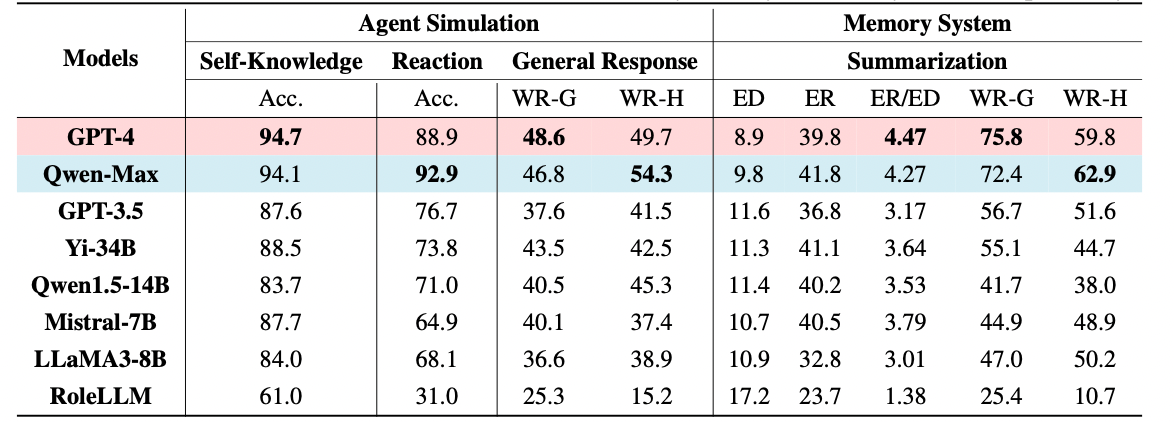 Agent Simulation Memory System
Models
Self-Knowledge Reaction General Response Summarization
Acc. Acc. WR-G WR-H ED ER ER/ED WR-G WR-H
GPT-4 94.7 88.9 48.6 49.7 8.9 39.8 4.47 75.8 59.8
Qwen-Max 94.1 92.9 46.8 54.3 9.8 41.8 4.27 72.4 62.9
GPT-3.5 87.6 76.7 37.6 41.5 11.6 36.8 3.17 56.7 51.6
Yi-34B 88.5 73.8 43.5 42.5 11.3 41.1 3.64 55.1 44.7
Qwen1.5-14B 83.7 71.0 40.5 45.3 11.4 40.2 3.53 41.7 38.0
Mistral-7B 87.7 64.9 40.1 37.4 10.7 40.5 3.79 44.9 48.9
LLaMA3-8B 84.0 68.1 36.6 38.9 10.9 32.8 3.01 47.0 50.2
RoleLLM 61.0 31.0 25.3 15.2 17.2 23.7 1.38 25.4 10.7